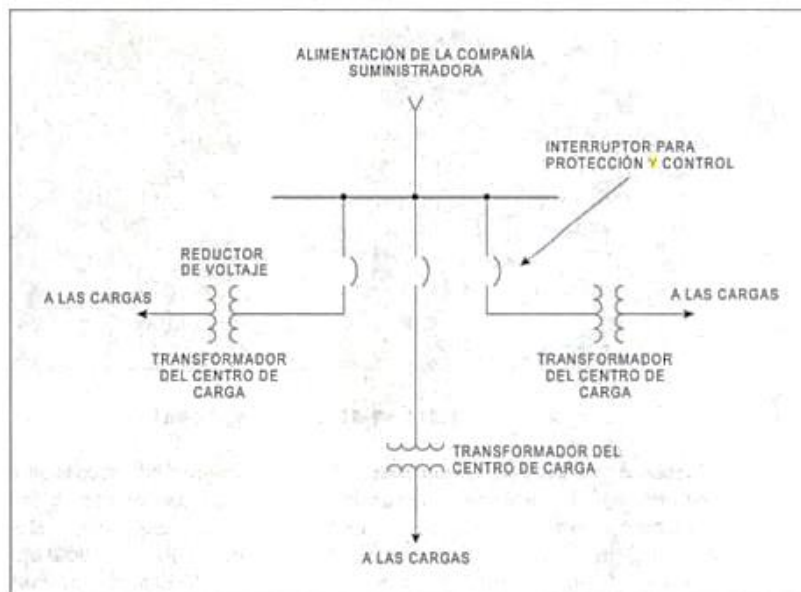 ALIMENTACIÓN DE LA COMPAÑÍA
SUMINISTRADORA
INTERRUPTOR PARA
PROTECCIÓN Y CONTROL
REDUCTOR
DE VOLTAJE
A LAS CARGAS
A LAS CARGAS
TRANSFORMADOR
DEL CENTRO DE
CARGA
TRANSFORMADOR
DEL CENTRO DE
CARGA
TRANSFORMADOR DEL
CENTRO DE CARGA
A LAS CARGAS